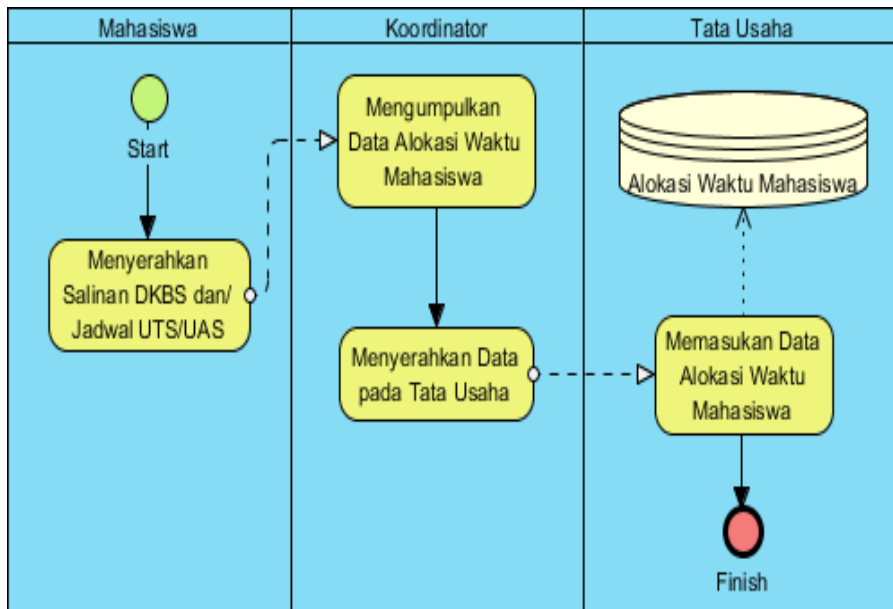 Mahasiswa
Koordinator
Tata Usaha
Start
Menyerahkan
Salinan DKBS dan/
Jadwal UTS/UAS
Mengumpulkan
Data Alokasi Waktu
Mahasiswa
Menyerahkan Data
pada Tata Usaha
Alokasi Waktu Mahasiswa
Memasukan Data
Alokasi Waktu
Mahasiswa
Finish